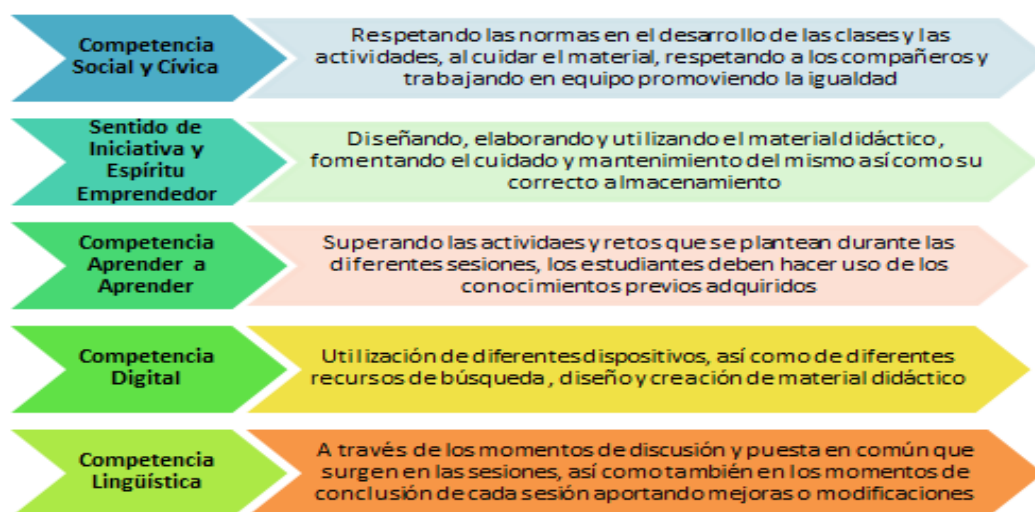 Competencia
Social y Cívica
Respetando las normas en el desarrollo de las clases y las
actividades, al cuidar el material, respetando a los compañeros y
trabajando en equipo promoviendo la igualdad
Sentido de
Iniciativa y
Espíritu
Emprendedor
Diseñando, elaborando y utilizando el material didáctico,
fomentando el cuidado y mantenimiento del mismo así como su
correcto almacenamiento
Competencia
Aprender a
Aprender
Superando las actividaes y retos que se plantean durante las
diferentes sesiones, los estudiantes deben hacer uso de los
conocimientos previos adquiridos
Competencia
Digital
Utilización de diferentes dispositivos, así como de diferentes
recursos de búsqueda, diseño y creación de material didáctico
Competencia
Lingüística
A través de los momentos de discusión y puesta en común que
surgen en las sesiones, así como también en los momentos de
conclusión de cada sesión aportando mejoras o modificaciones